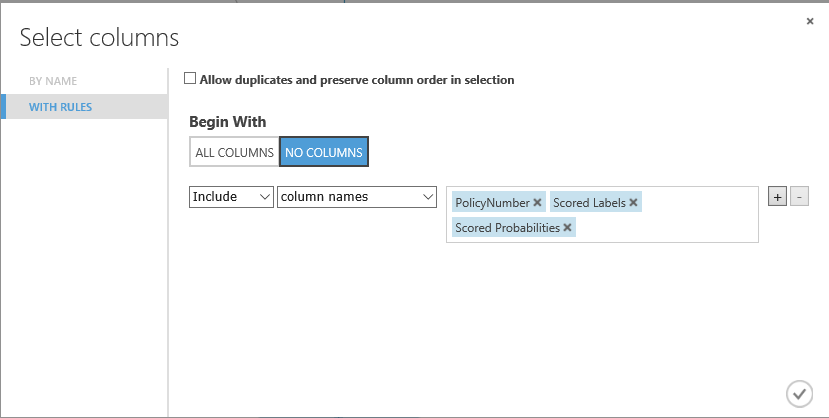 Select columns
BY NAME
WITH RULES
Allow duplicates and preserve column order in selection
Begin With
ALL COLUMNS NO COLUMNS
Include column names PolicyNumber Scored Labels + -
Scored Probabilities